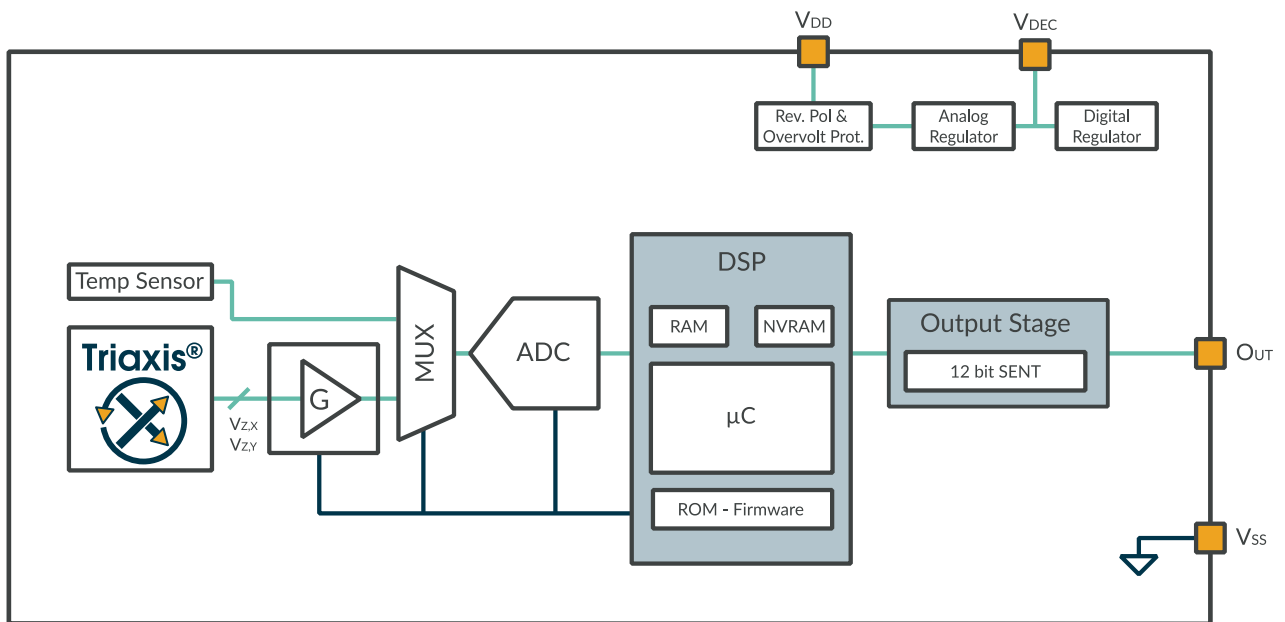 VDD
VDEC
Rev. Pol &
Overvolt Prot.
Analog
Regulator
Digital
Regulator
Temp Sensor
Triaxis®
VZ,X
VZ,Y
G
MUX
ADC
DSP
RAM
NVRAM
µC
ROM - Firmware
Output Stage
12 bit SENT
OUT
VSS